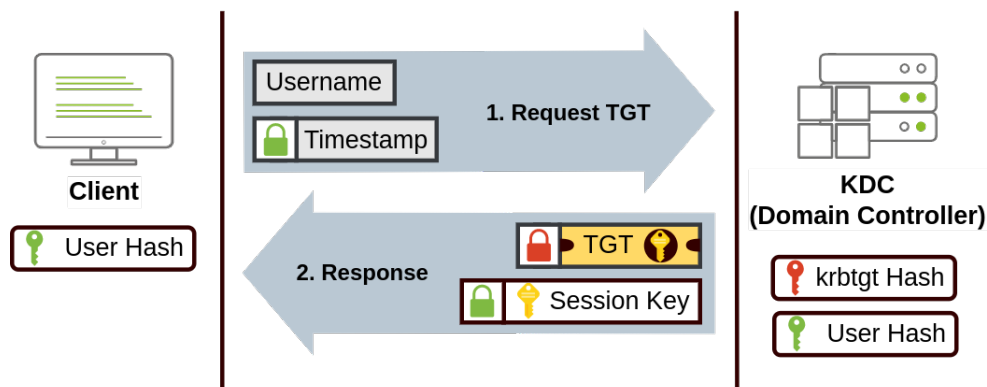 Username
1. Request TGT
Timestamp
Client
User Hash
KDC
(Domain Controller)
TGT
2. Response
Session Key
krbtgt Hash
User Hash